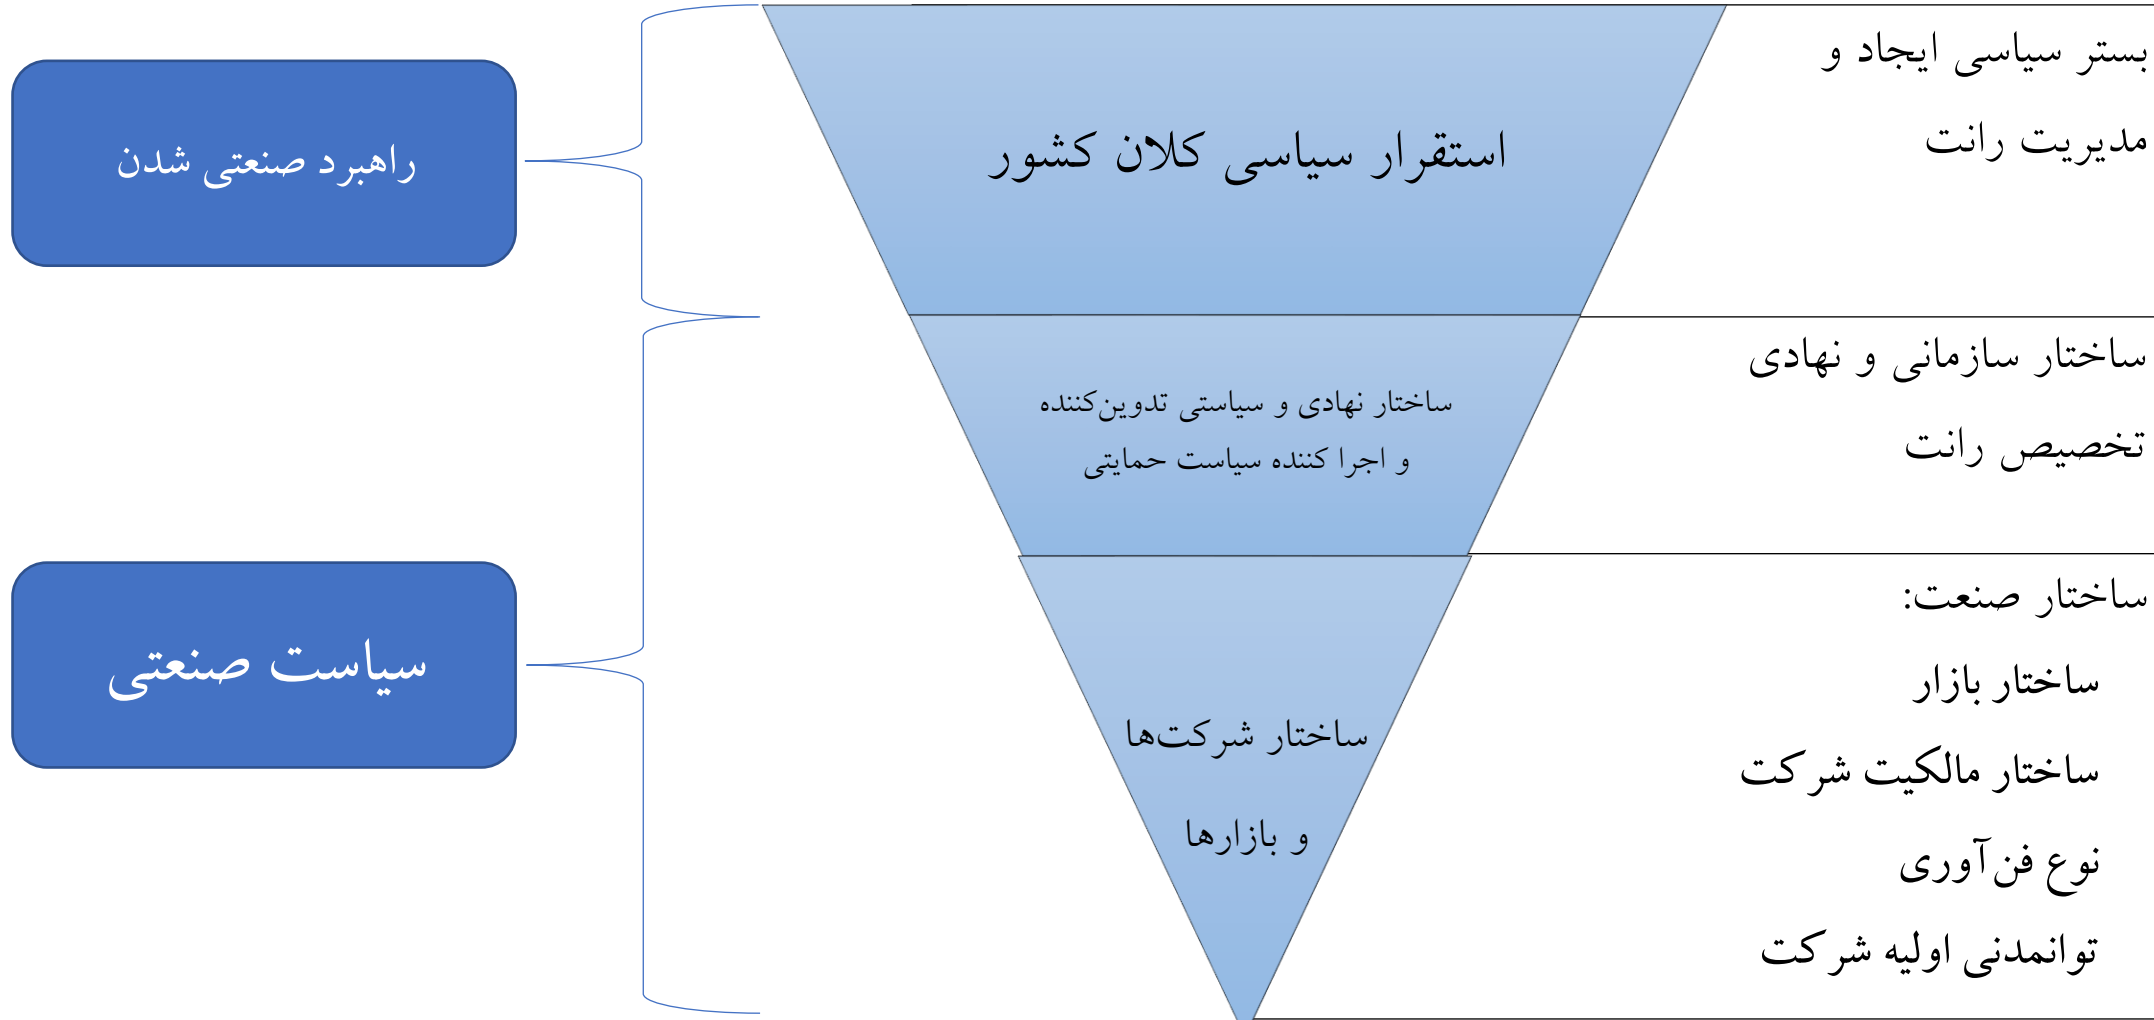 بستر سیاسی ایجاد و
مدیریت رانت
استقرار سیاسی کلان کشور
راهبرد صنعتی شدن
ساختار سازمانی و نهادی
تخصیص رانت
ساختار نهادی و سیاستی تدوین‌کننده
و اجرا کننده سیاست حمایتی
ساختار صنعت:
ساختار بازار
ساختار مالکیت شرکت
نوع فن‌آوری
توانمدنی اولیه شرکت
ساختار شرکت‌ها
و بازارها
سیاست صنعتی